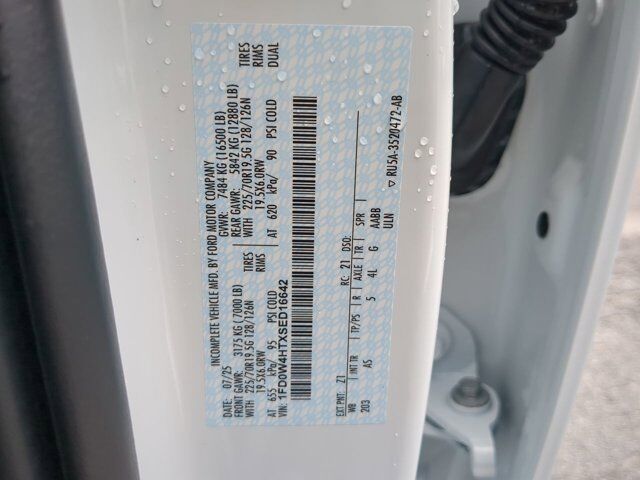 INCOMPLETE VEHICLE MFD. BY FORD MOTOR COMPANY
07/25 GVWR: 7484 KG (16500 LB)
FRONT GAWR: 3175 KG (7000 LB) REAR GAWR: 5842 KG (12880 LB)
WITH 225/70R19.5G 128/126N TIRES WITH 225/70R19.5G 128/126N TIRES
19.5X6.0RW RIMS 19.5X6.0RW RIMS
AT 655 kPa/ 95 PSI COLD AT 620 kPa/ 90 PSI COLD DUAL
VIN: 1FD0W4HTXSED16642
EXT PNT: Z1 RC: 21 DSO:
WB INT TR TP/PS R AXLE TR SPR
203 AS 5 4L G AABB
ULN
▽ RU5A-3520472-AB